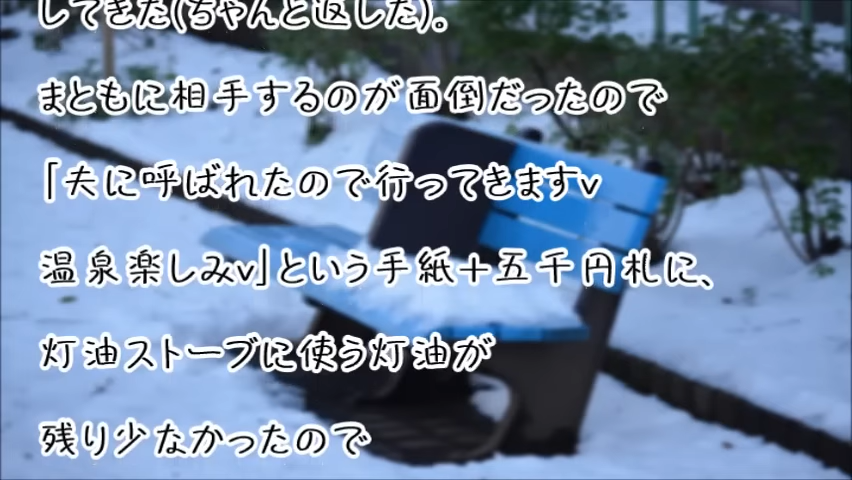 してきた(ちゃんと返した)。
まともに相手するのが面倒だったので
「夫に呼ばれたので行ってきますv
温泉楽しみv」という手紙＋五千円札に、
灯油ストーブに使う灯油が
残り少なかったので